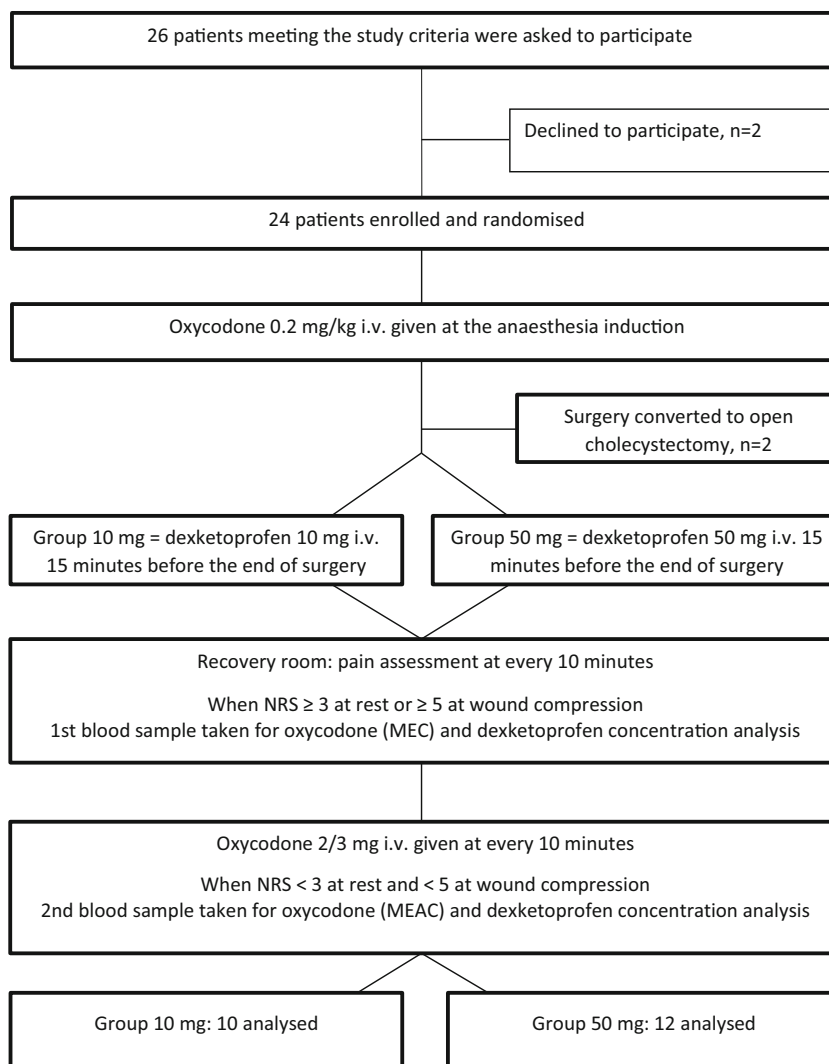 26 patients meeting the study criteria were asked to participate
Declined to participate, n=2
24 patients enrolled and randomised
Oxycodone 0.2 mg/kg i.v. given at the anaesthesia induction
Surgery converted to open
cholecystectomy, n=2
Group 10 mg = dexketoprofen 10 mg i.v.
15 minutes before the end of surgery
Group 50 mg = dexketoprofen 50 mg i.v. 15
minutes before the end of surgery
Recovery room: pain assessment at every 10 minutes
When NRS ≥ 3 at rest or ≥ 5 at wound compression
1st blood sample taken for oxycodone (MEC) and dexketoprofen concentration analysis
Oxycodone 2/3 mg i.v. given at every 10 minutes
When NRS < 3 at rest and < 5 at wound compression
2nd blood sample taken for oxycodone (MEAC) and dexketoprofen concentration analysis
Group 10 mg: 10 analysed
Group 50 mg: 12 analysed